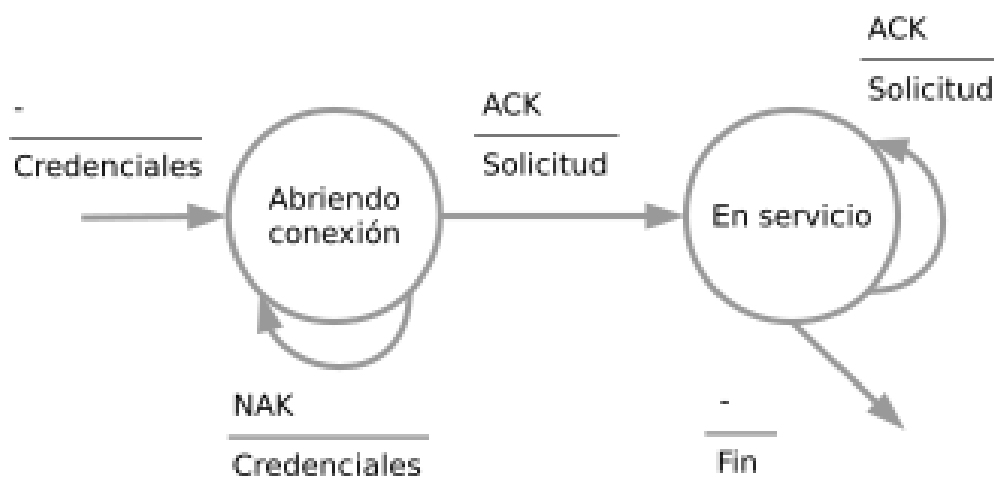 -
Credenciales
Abriendo
conexión
NAK
Credenciales
ACK
Solicitud
En servicio
ACK
Solicitud
-
Fin